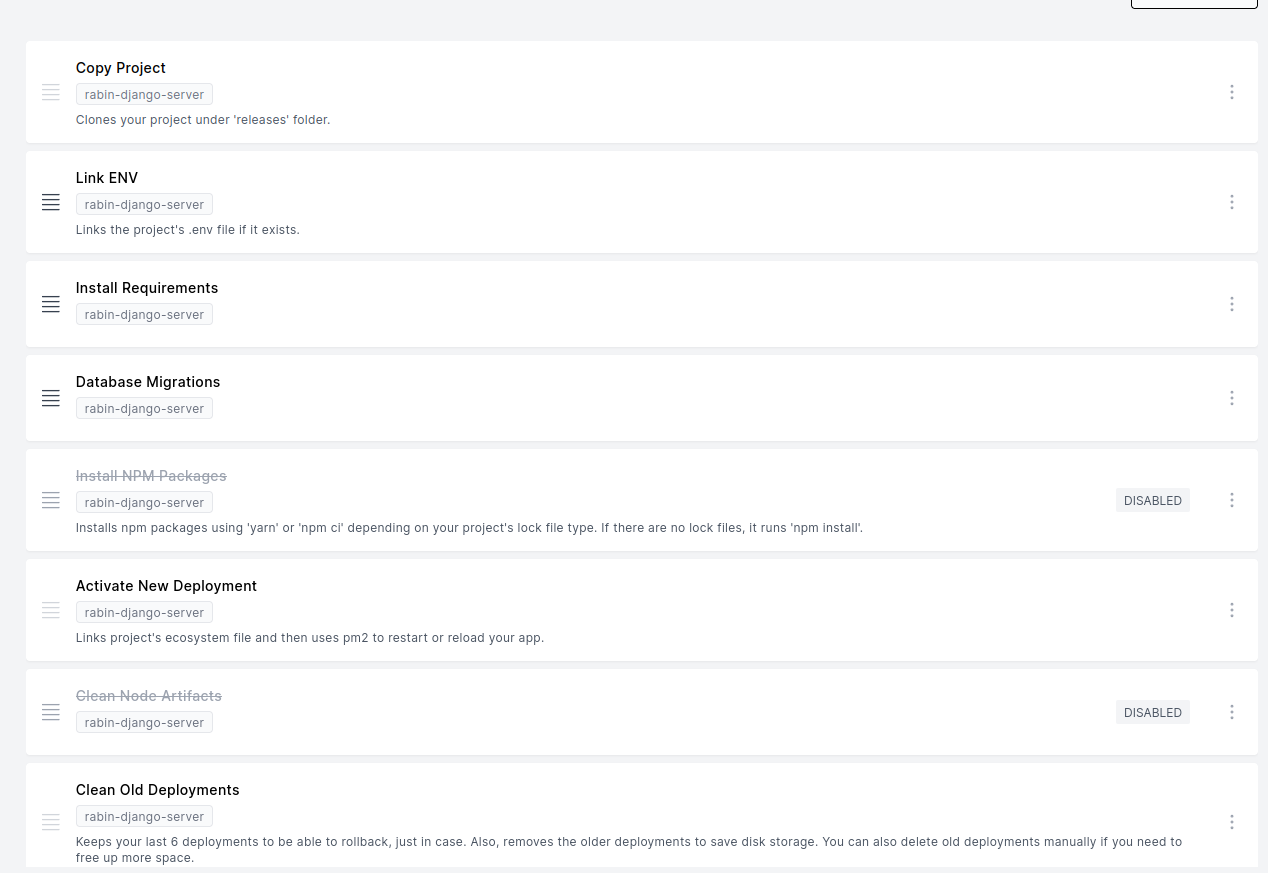 Copy Project
rabin-django-server
Clones your project under 'releases' folder.
Link ENV
rabin-django-server
Links the project's .env file if it exists.
Install Requirements
rabin-django-server
Database Migrations
rabin-django-server
Install NPM Packages
rabin-django-server
DISABLED
Installs npm packages using 'yarn' or 'npm ci' depending on your project's lock file type. If there are no lock files, it runs 'npm install'.
Activate New Deployment
rabin-django-server
Links project's ecosystem file and then uses pm2 to restart or reload your app.
Clean Node Artifacts
rabin-django-server
DISABLED
Clean Old Deployments
rabin-django-server
Keeps your last 6 deployments to be able to rollback, just in case. Also, removes the older deployments to save disk storage. You can also delete old deployments manually if you need to
free up more space.